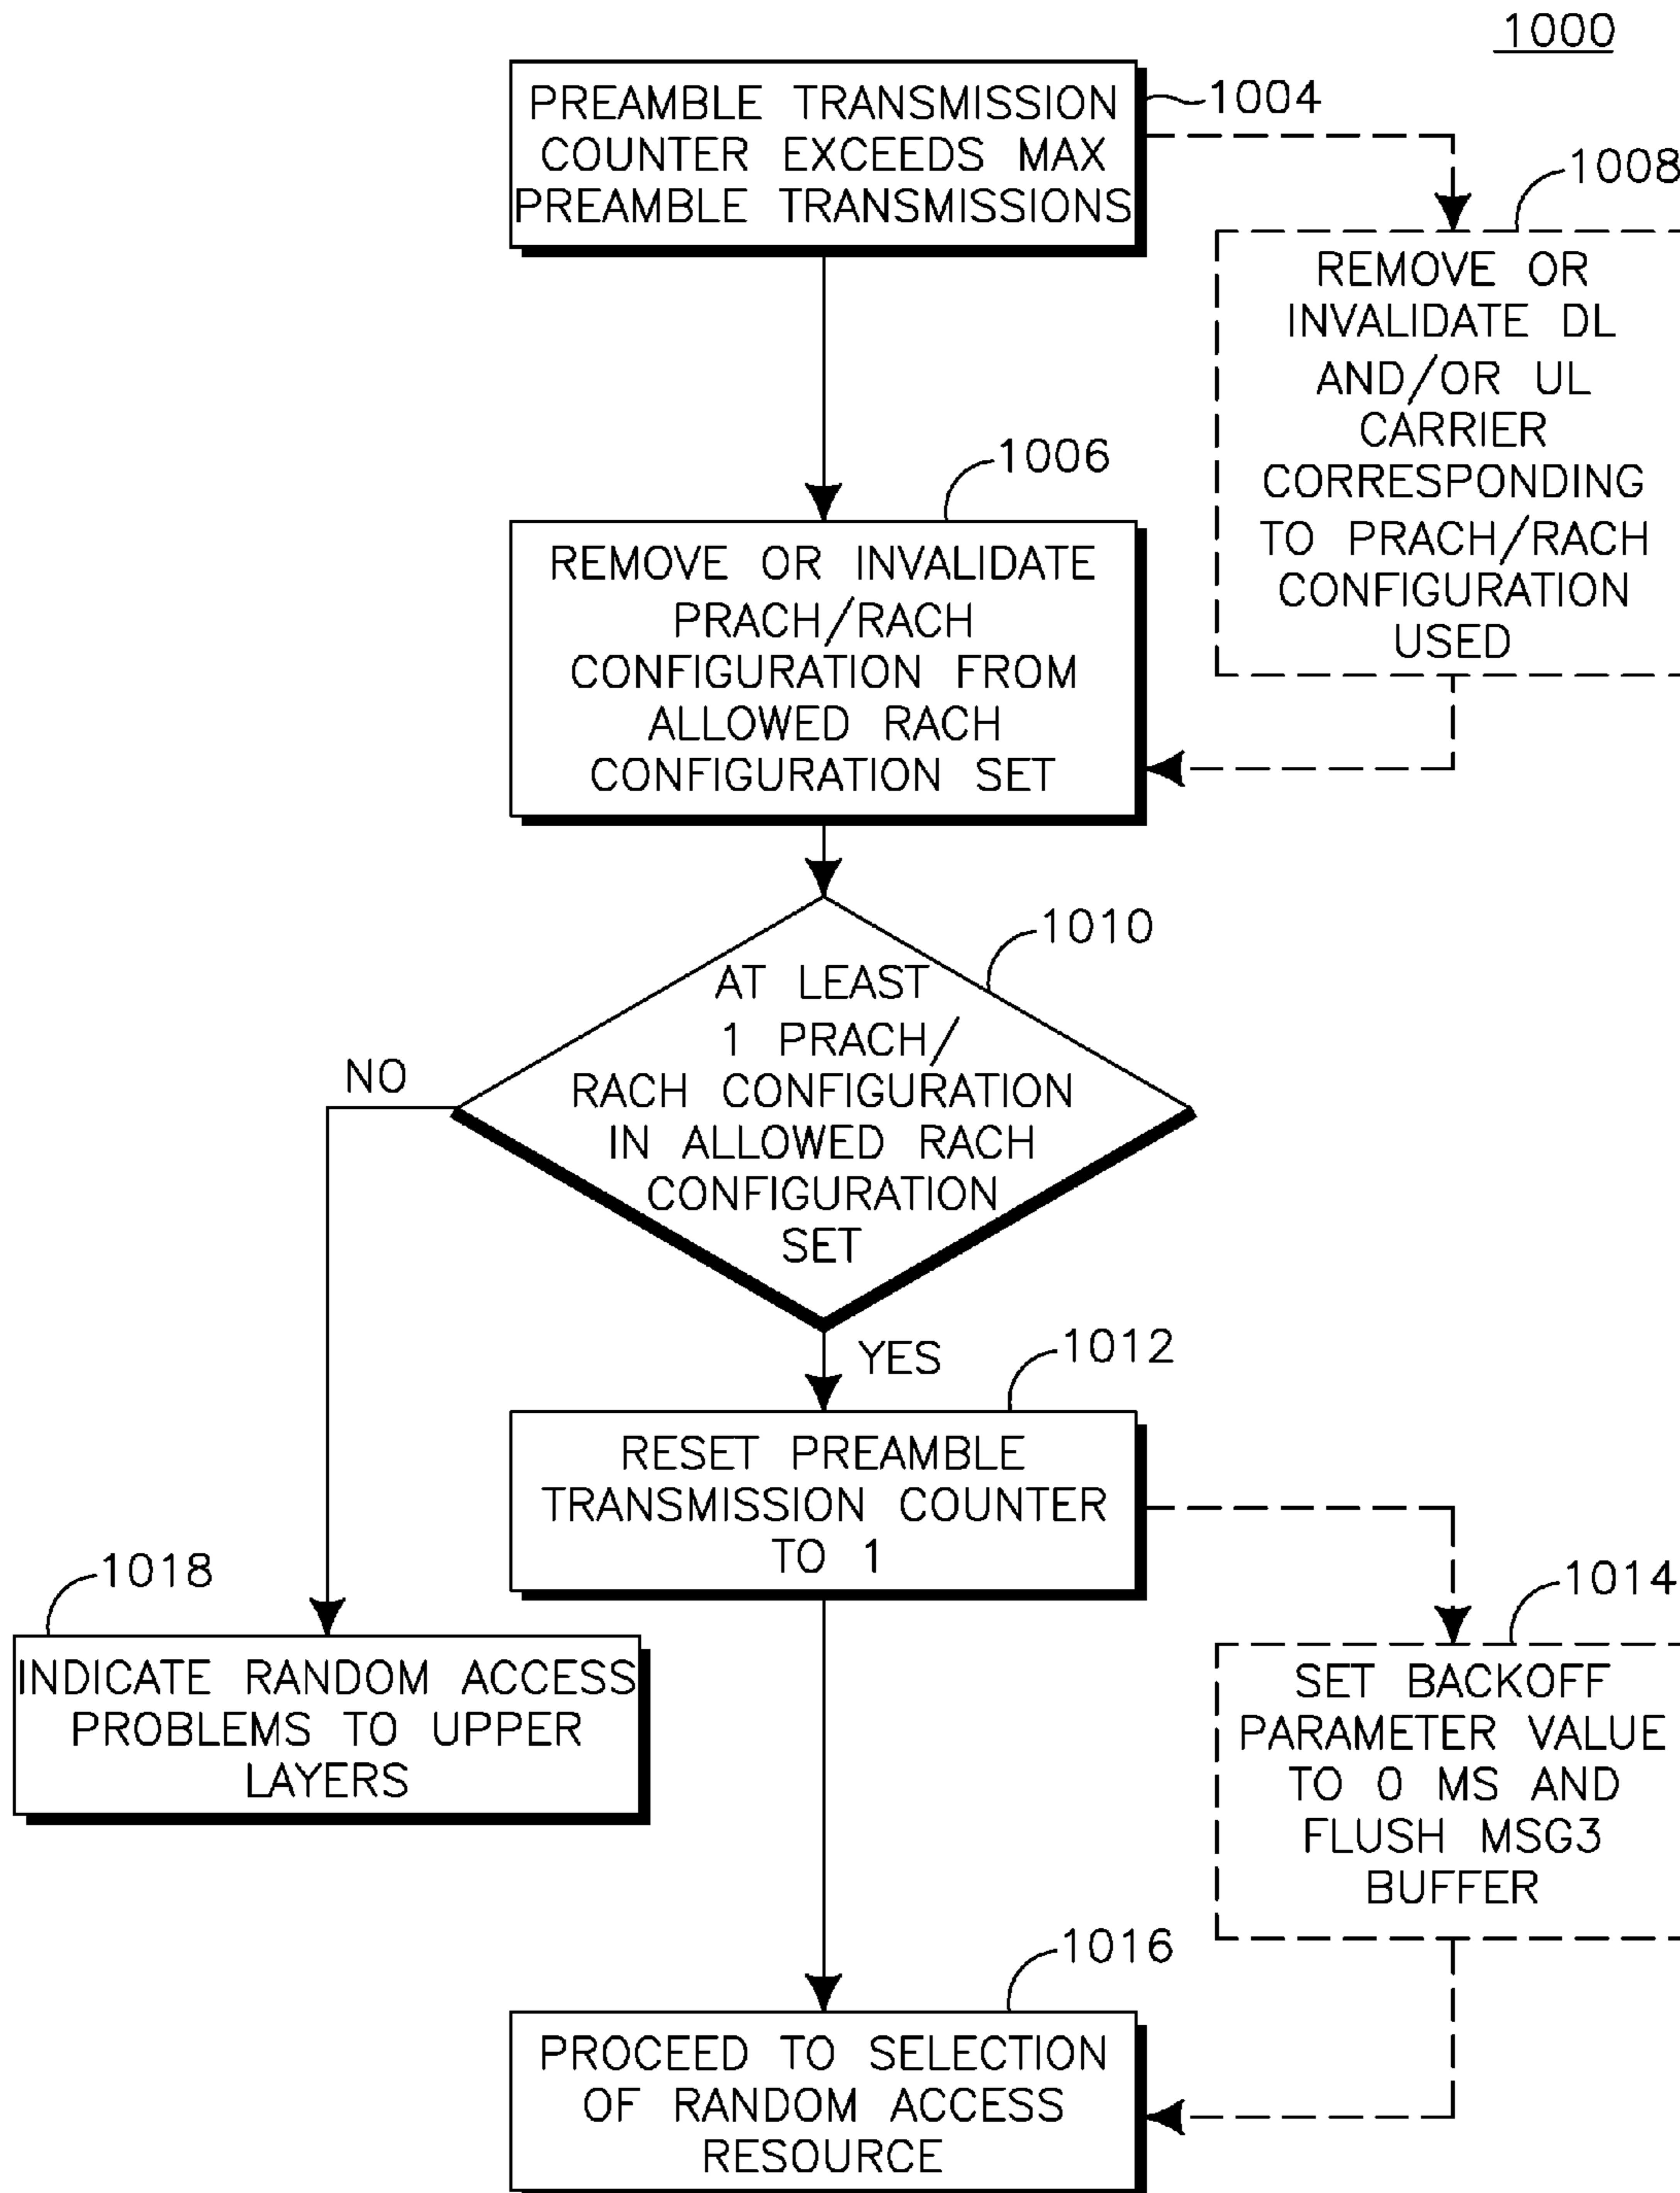 1000
PREAMBLE TRANSMISSION
COUNTER EXCEEDS MAX
PREAMBLE TRANSMISSIONS
1004
1008
REMOVE OR
INVALIDATE DL
AND/OR UL
CARRIER
CORRESPONDING
TO PRACH/RACH
CONFIGURATION
USED
1006
REMOVE OR INVALIDATE
PRACH/RACH
CONFIGURATION FROM
ALLOWED RACH
CONFIGURATION SET
1010
AT LEAST
1 PRACH/
RACH CONFIGURATION
IN ALLOWED RACH
CONFIGURATION
SET
NO
YES
1012
RESET PREAMBLE
TRANSMISSION COUNTER
TO 1
1018
INDICATE RANDOM ACCESS
PROBLEMS TO UPPER
LAYERS
1014
SET BACKOFF
PARAMETER VALUE
TO 0 MS AND
FLUSH MSG3
BUFFER
1016
PROCEED TO SELECTION
OF RANDOM ACCESS
RESOURCE